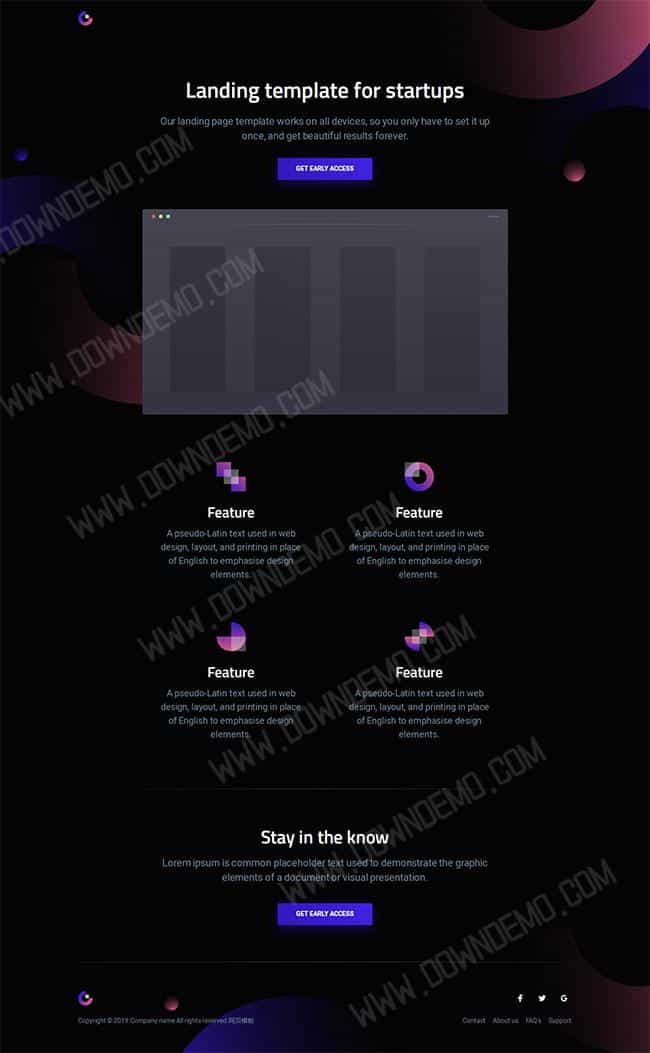 Landing template for startups
Our landing page template works on all devices, so you only have to set it up
once, and get beautiful results forever.
GET EARLY ACCESS
Feature
A pseudo-Latin text used in web
design, layout, and printing in place
of English to emphasise design
elements.
Feature
A pseudo-Latin text used in web
design, layout, and printing in place
of English to emphasise design
elements.
Feature
A pseudo-Latin text used in web
design, layout, and printing in place
of English to emphasise design
elements.
Feature
A pseudo-Latin text used in web
design, layout, and printing in place
of English to emphasise design
elements.
Stay in the know
Lorem ipsum is common placeholder text used to demonstrate the graphic
elements of a document or visual presentation.
GET EARLY ACCESS
Copyright © 2019.Company name All rights reserved.网页模板
Contact About us FAQ's Support
WWW.DOWNDEMO.COM
WWW.DOWNDEMO.COM
WWW.DOWNDEMO.COM
WWW.DOWNDEMO.COM
WWW.DOWNDEMO.COM
WWW.DOWNDEMO.COM
WWW.DOWNDEMO.COM